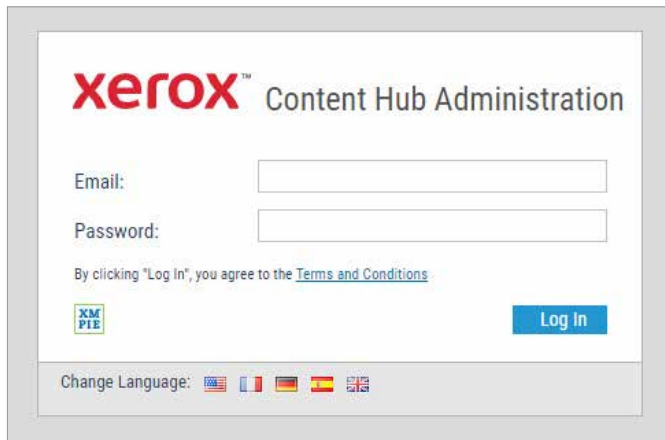 xerox™ Content Hub Administration
Email:
Password:
By clicking "Log In", you agree to the Terms and Conditions
XM
PIE
Log In
Change Language: